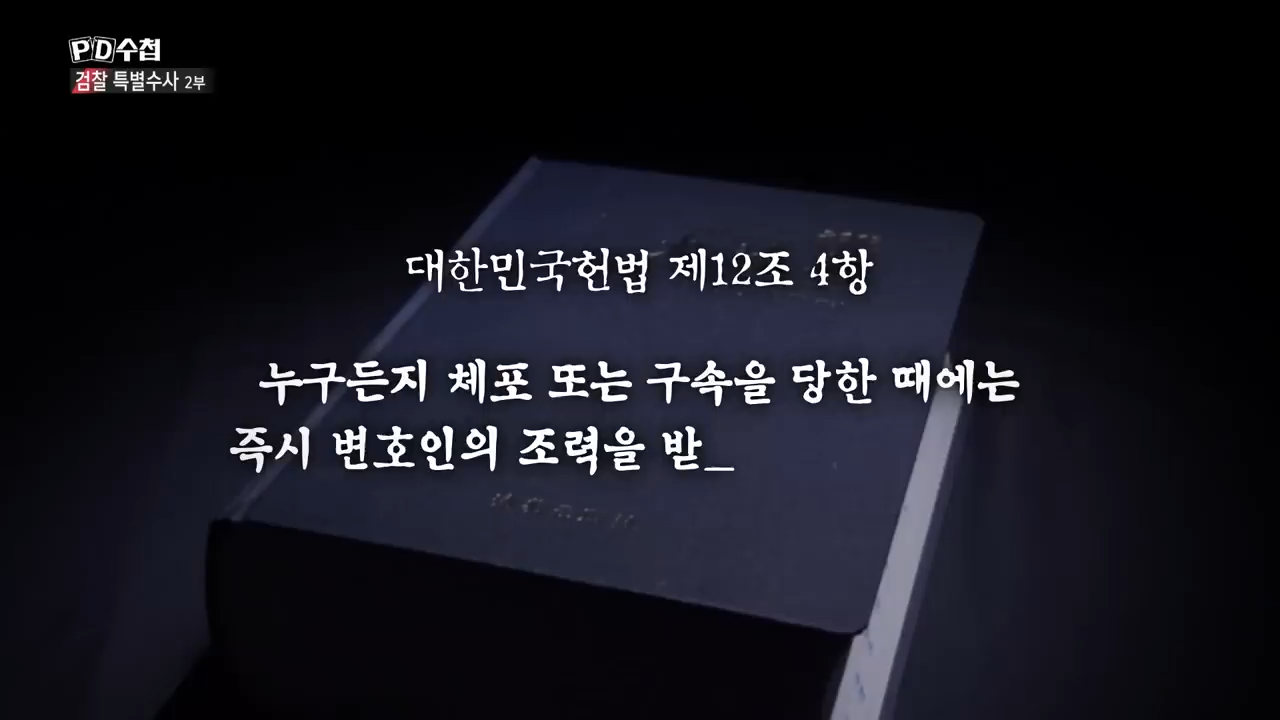 PD수첩
검찰 특별수사 2부
대한민국헌법 제12조 4항
누구든지 체포 또는 구속을 당한 때에는
즉시 변호인의 조력을 받_